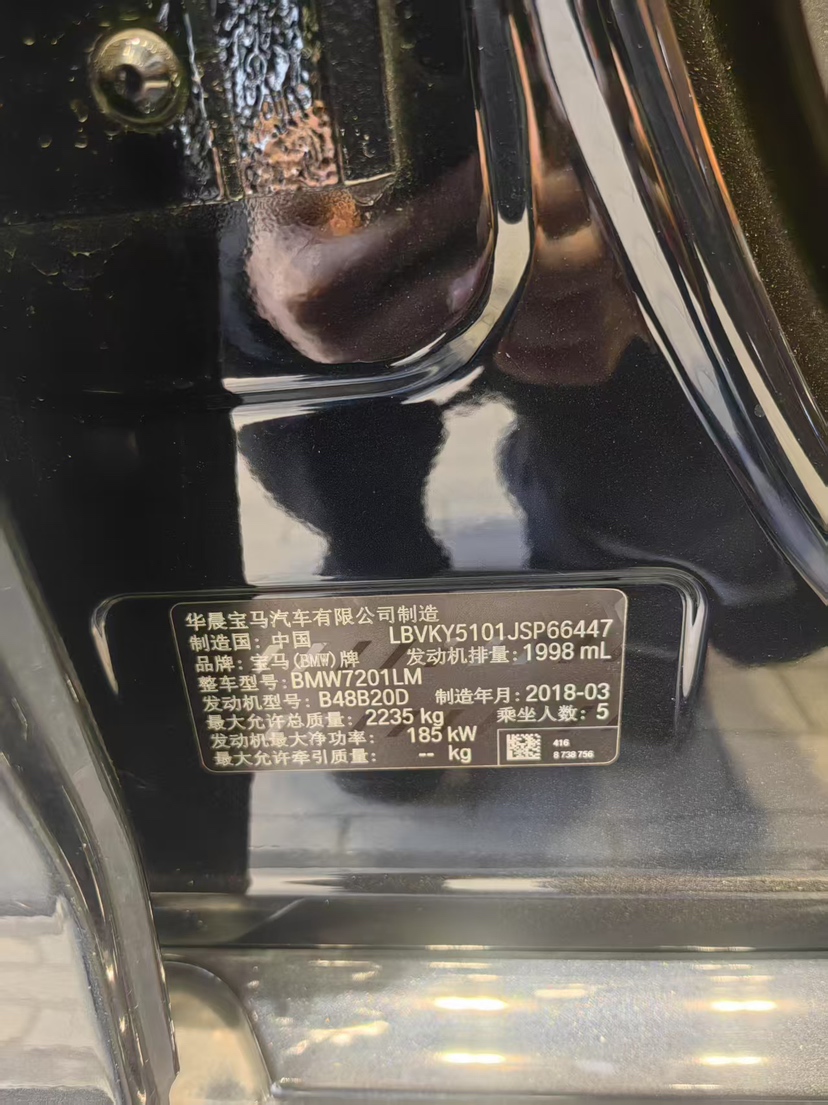 华晨宝马汽车有限公司制造
制造国：中国 LBVKY5101JSP66447
品牌：宝马(BMW)牌 发动机排量：1998 mL
整车型号：BMW7201LM
发动机型号：B48B20D 制造年月：2018-03
最大允许总质量：2235 kg 乘坐人数：5
发动机最大净功率：185 kW
最大允许牵引质量：-- kg
416
8 738 756